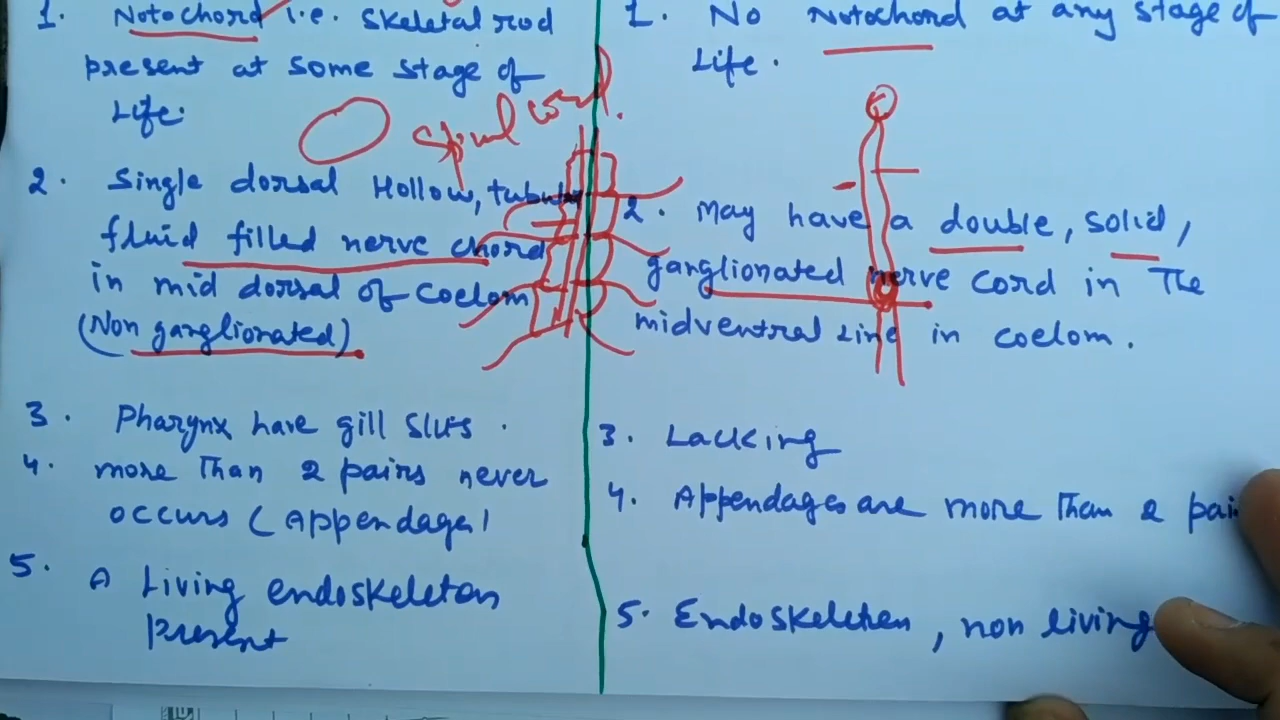 1. Notochord i.e. skeletal rod
present at some stage of
Life.
spinal cord.
2. Single dorsal Hollow, tubular
fluid filled nerve chord
in mid dorsal of coelom
(Non ganglionated)
3. Pharynx have gill slits.
4. more Than 2 pairs never
occurs (Appendage)
5. A Living endoskeleton
present
1. No Notochord at any stage of
Life.
2. May have a double, solid,
ganglionated nerve cord in The
midventral Line in coelom.
3. Lacking
4. Appendages are more Than 2
5. Endoskeleton, non living